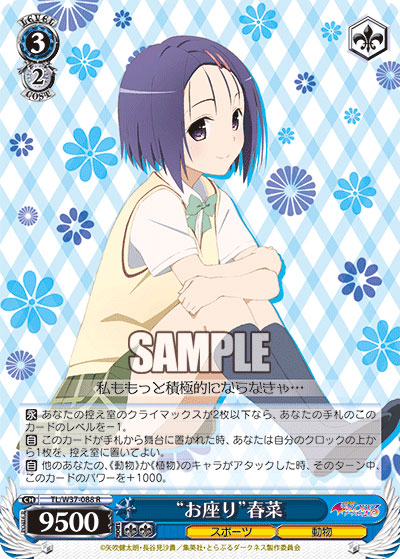 LEVEL
3
2
COST
SAMPLE
私ももっと積極的にならなきゃ…
永 あなたの控え室のクライマックスが2枚以下なら、あなたの手札のこのカードのレベルを-1。
自 このカードが手札から舞台に置かれた時、あなたは自分のクロックの上から1枚を、控え室に置いてよい。
自 他のあなたの、《動物》か《植物》のキャラがアタックした時、そのターン中、このカードのパワーを+1000。
CH TL/W37-088 R
9500
“お座り”春菜
スポーツ 動物
©矢吹健太朗・長谷見沙貴/集英社・とらぶるダークネス製作委員会